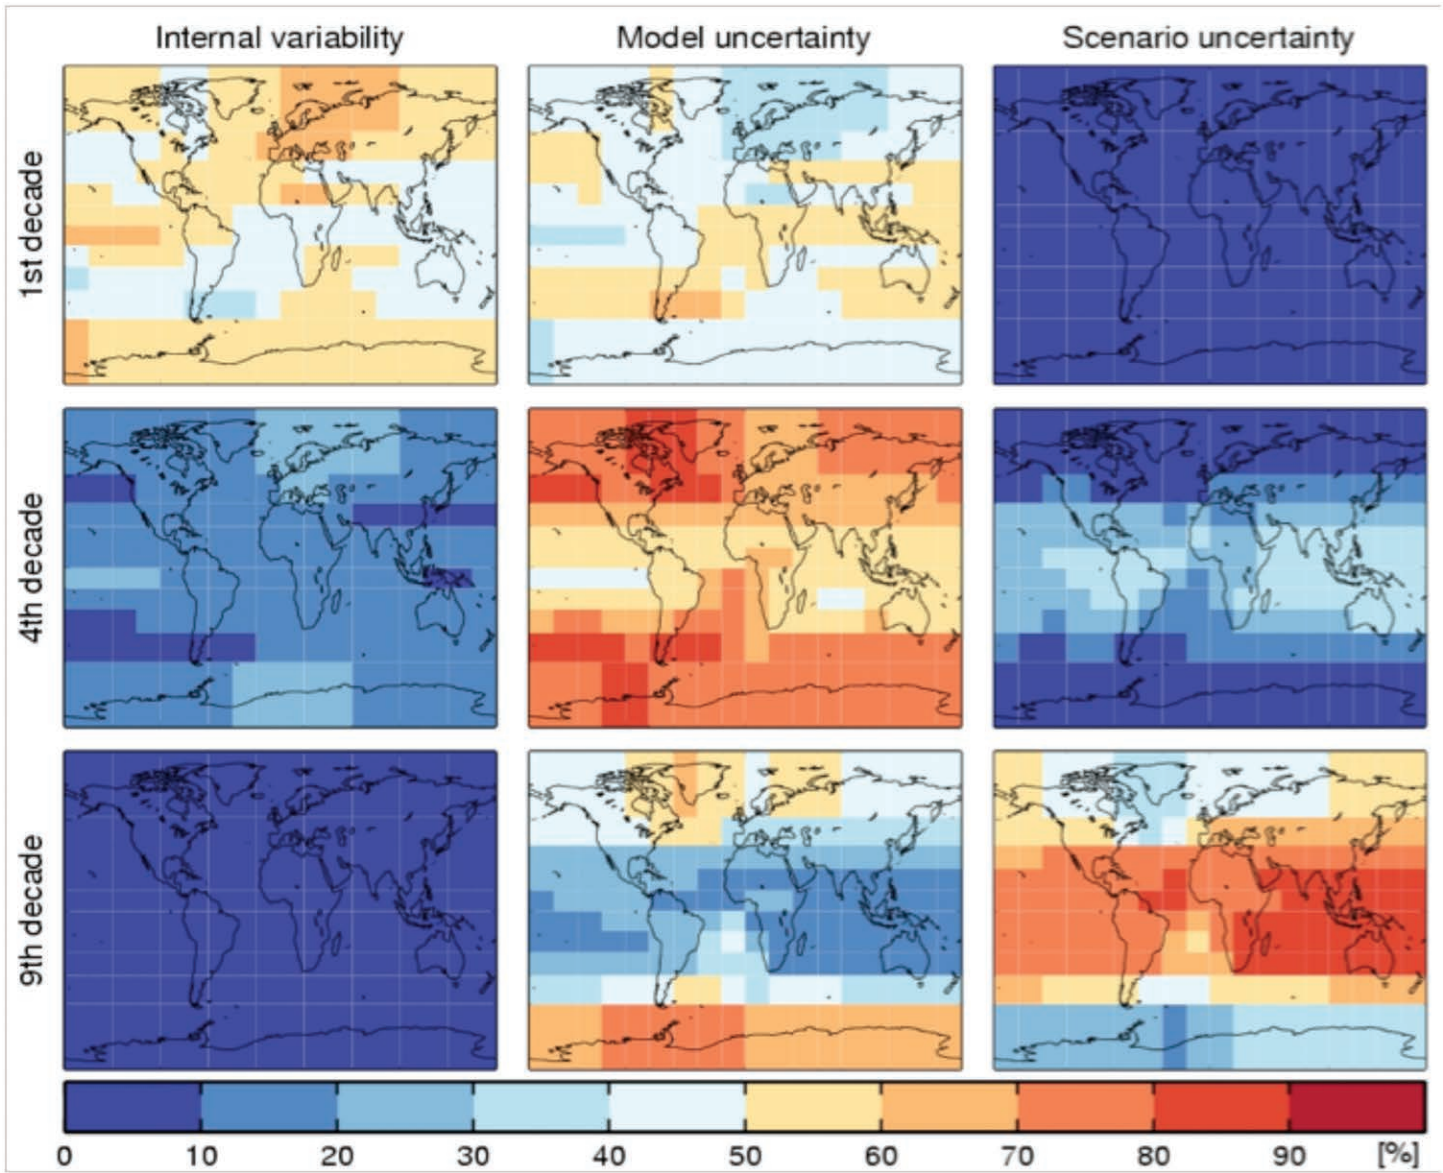 Internal variability Model uncertainty Scenario uncertainty
1st decade
4th decade
9th decade
0 10 20 30 40 50 60 70 80 90 [%]